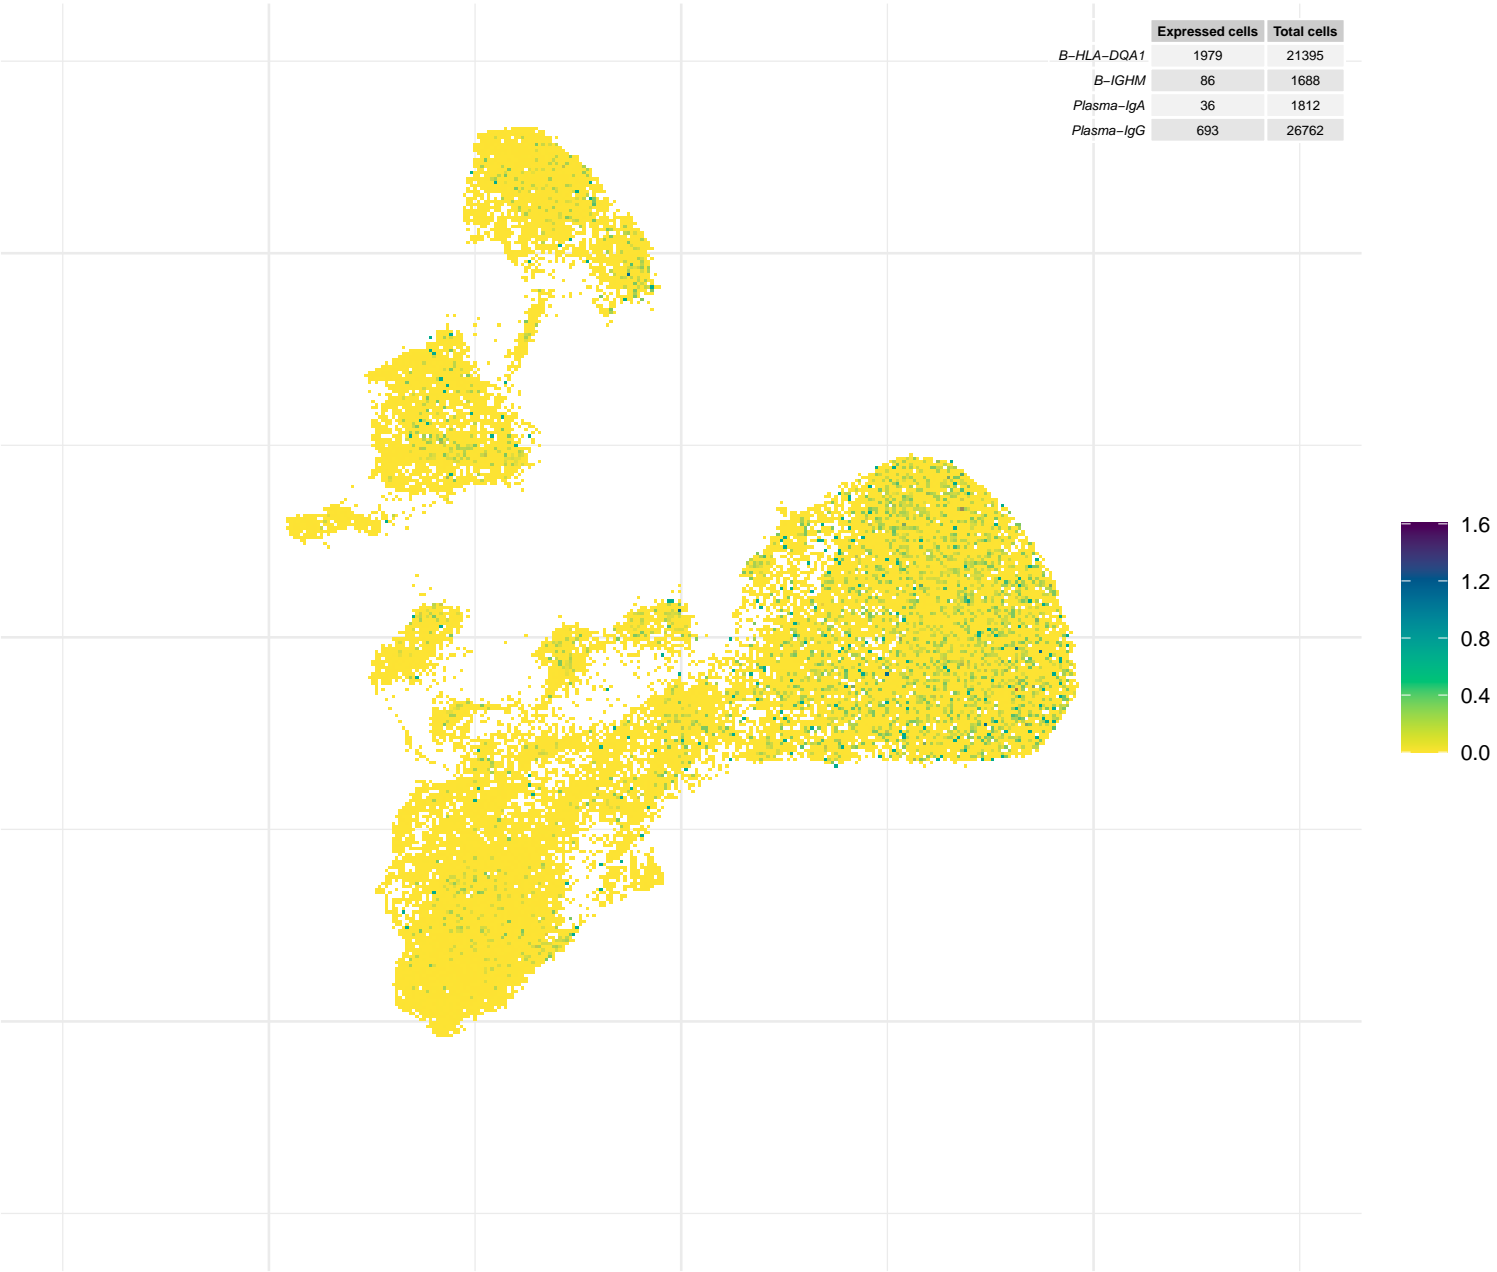 Expressed cells Total cells
B−HLA−DQA1 1979 21395
B−IGHM 86 1688
Plasma−IgA 36 1812
Plasma−IgG 693 26762
1.6
1.2
0.8
0.4
0.0